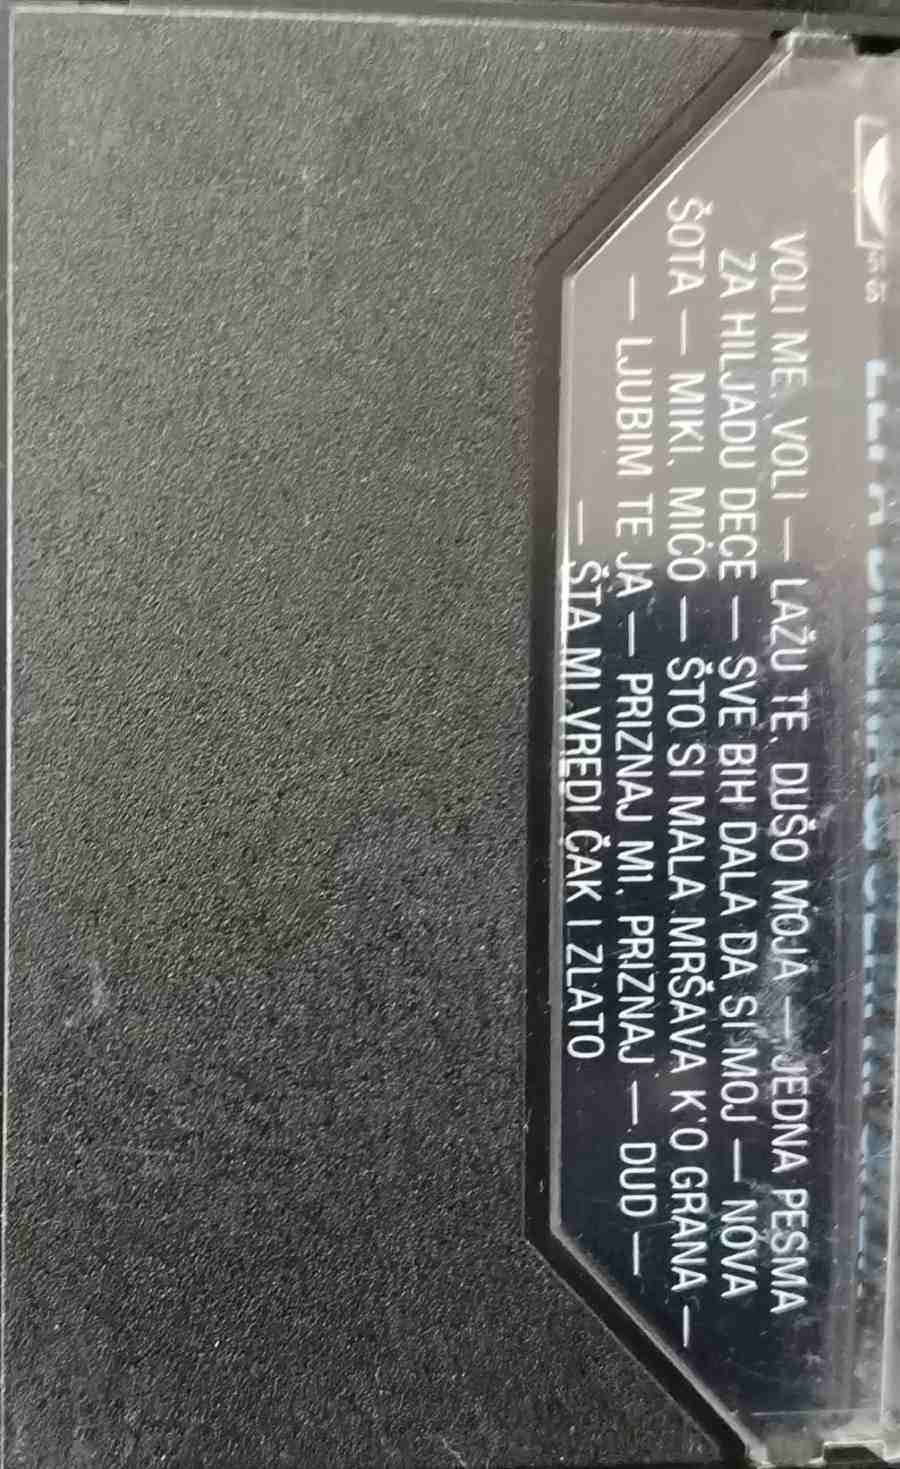 VOLI ME, VOLI — LAŽU TE, DUŠO MOJA — JEDNA PESMA
ZA HILJADU DECE — SVE BIH DALA DA SI MOJ — NOVA
ŠOTA — MIKI, MIĆO — ŠTO SI MALA MRŠAVA K'O GRANA —
— LJUBIM TE JA — PRIZNAJ MI, PRIZNAJ — DUD —
— ŠTA MI VREDI ČAK I ZLATO